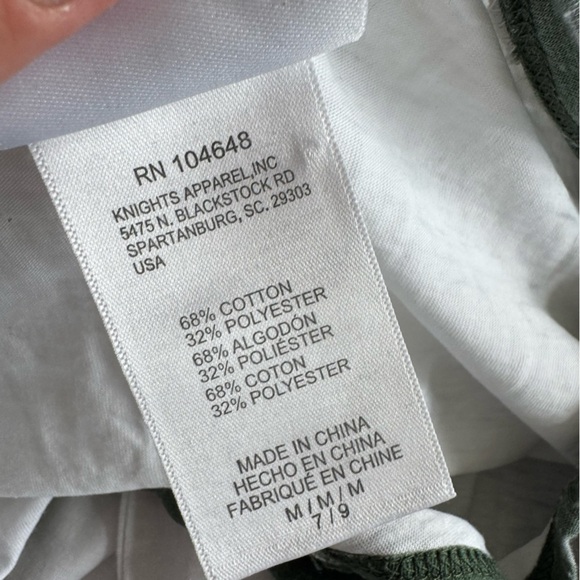 RN 104648
KNIGHTS APPAREL,INC
5475 N. BLACKSTOCK RD
SPARTANBURG, SC. 29303
USA
68% COTTON
32% POLYESTER
68% ALGODÓN
32% POLIÉSTER
68% COTON
32% POLYESTER
MADE IN CHINA
HECHO EN CHINA
FABRIQUÉ EN CHINE
M / M / M
7 / 9